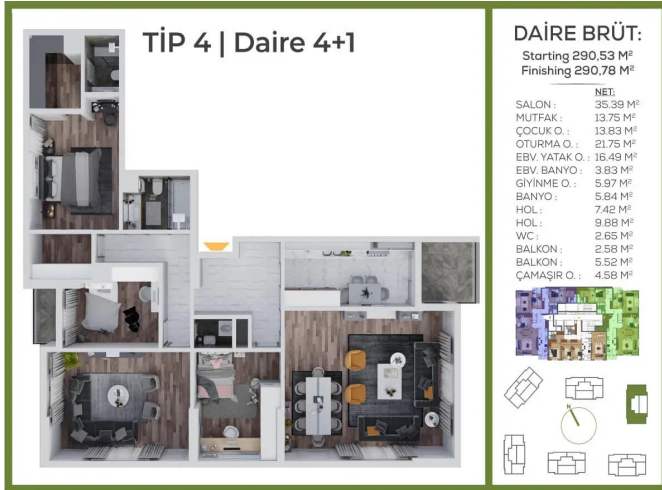 TİP 4 | Daire 4+1
DAİRE BRÜT:
Starting 290,53 M²
Finishing 290,78 M²
NET:
SALON : 35.39 M²
MUTFAK : 13.75 M²
ÇOCUK O. : 13.83 M²
OTURMA O. : 21.75 M²
EBV. YATAK O. : 16.49 M²
EBV. BANYO : 3.83 M²
GİYİNME O. : 5.97 M²
BANYO : 5.84 M²
HOL : 7.42 M²
HOL : 9.88 M²
WC : 2.65 M²
BALKON : 2.58 M²
BALKON : 5.52 M²
ÇAMAŞIR O. : 4.58 M²
N